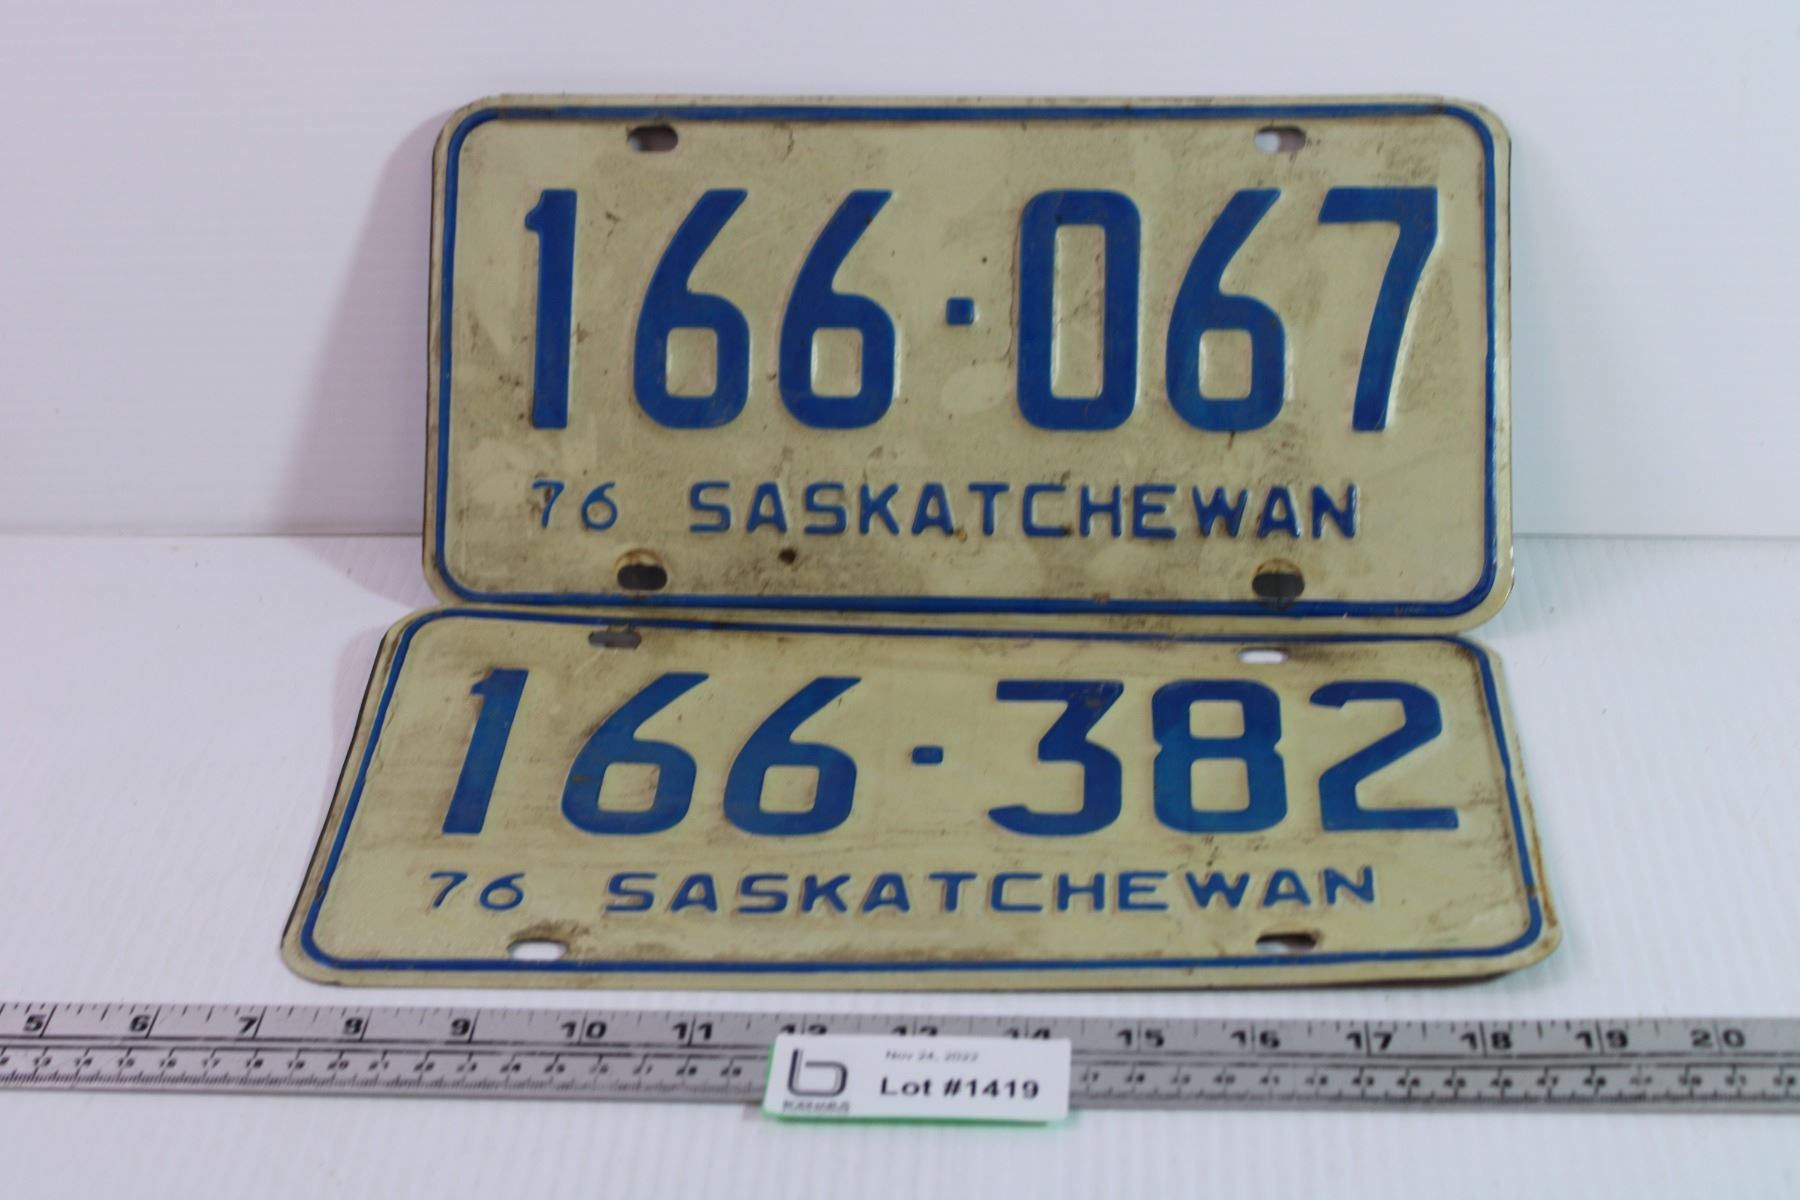 166·067
76 SASKATCHEWAN
166·382
76 SASKATCHEWAN
5 6 7 8 9 10 11 12 13 14 15 16 17 18 19 20
Nov 24, 2022
b Lot #1419